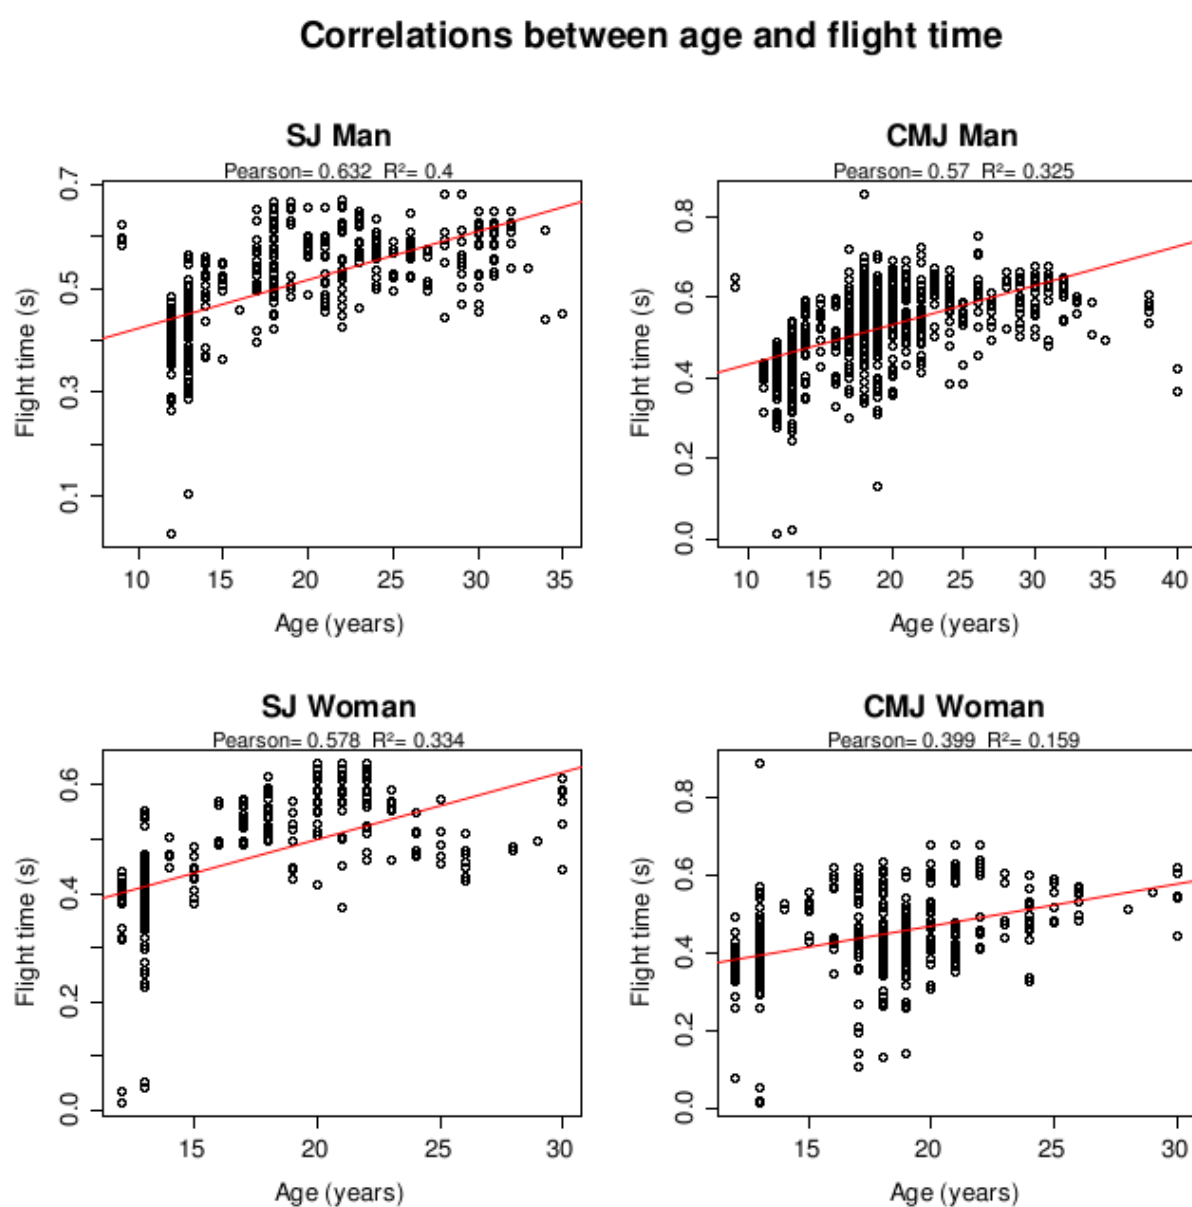 Correlations between age and flight time
SJ Man
Pearson= 0.632 R²= 0.4
Flight time (s)
0.7
0.5
0.3
0.1
10 15 20 25 30 35
Age (years)
CMJ Man
Pearson= 0.57 R²= 0.325
Flight time (s)
0.8
0.6
0.4
0.2
0.0
10 15 20 25 30 35 40
Age (years)
SJ Woman
Pearson= 0.578 R²= 0.334
Flight time (s)
0.6
0.4
0.2
0.0
15 20 25 30
Age (years)
CMJ Woman
Pearson= 0.399 R²= 0.159
Flight time (s)
0.8
0.6
0.4
0.2
0.0
15 20 25 30
Age (years)